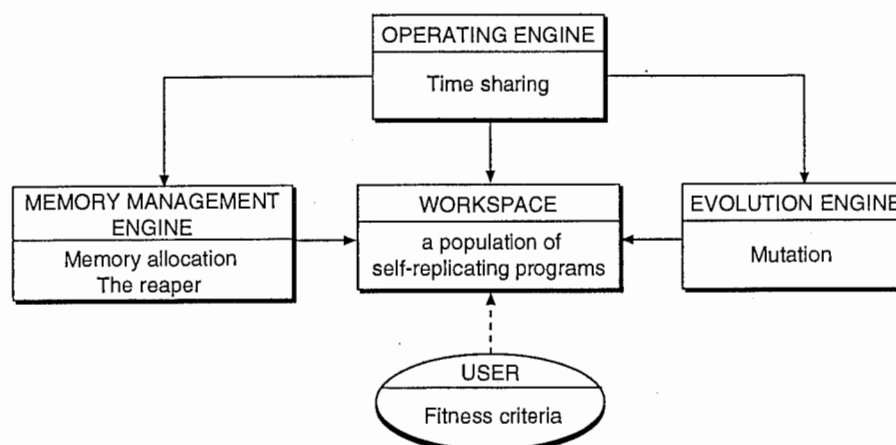 OPERATING ENGINE
Time sharing
MEMORY MANAGEMENT
ENGINE
Memory allocation
The reaper
WORKSPACE
a population of
self-replicating programs
EVOLUTION ENGINE
Mutation
USER
Fitness criteria